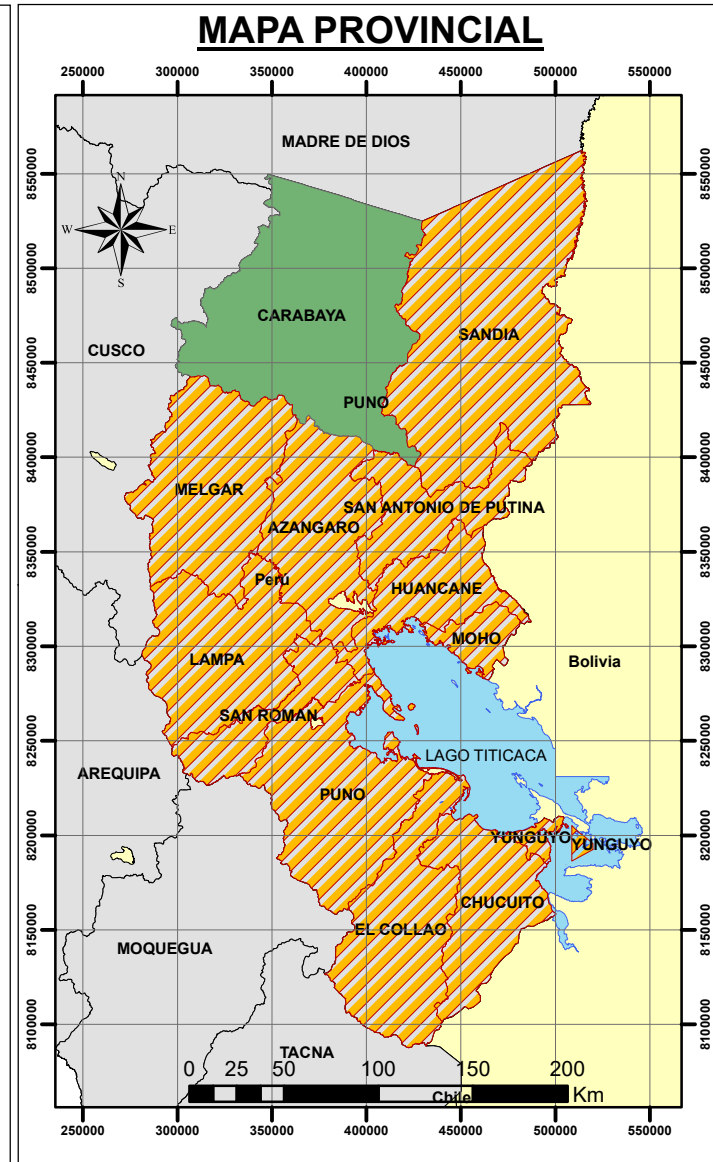 MAPA PROVINCIAL
250000 300000 350000 400000 450000 500000 550000
8550000 8550000
8500000 8500000
8450000 8450000
8400000 8400000
8350000 8350000
8300000 8300000
8250000 8250000
8200000 8200000
8150000 8150000
8100000 8100000
MADRE DE DIOS
N
W E
S
CARABAYA
SANDIA
CUSCO
PUNO
MELGAR
SAN ANTONIO DE PUTINA
AZANGARO
Perú
HUANCANE
MOHO
LAMPA
Bolivia
SAN ROMAN
LAGO TITICACA
AREQUIPA
PUNO
YUNGUYO
YUNGUYO
CHUCUITO
EL COLLAO
MOQUEGUA
TACNA
0 25 50 100 150 200
Km
Chile
250000 300000 350000 400000 450000 500000 550000